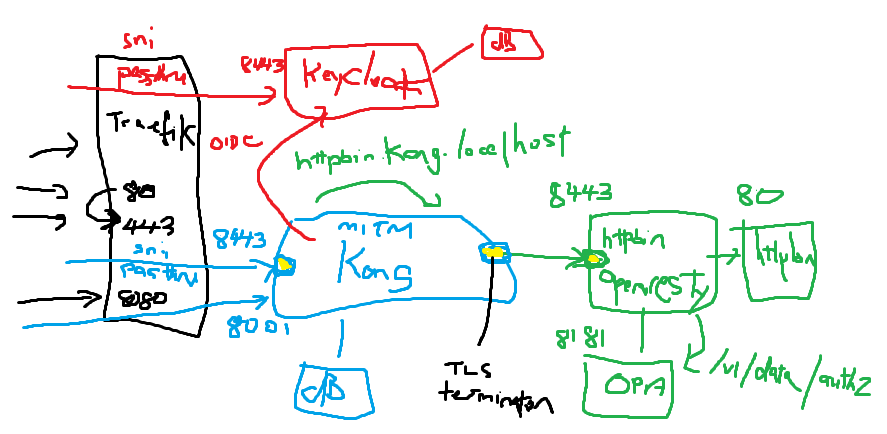 sni
passthru
Traefik
80
443
sni
passthru
8080
8443
Keycloak
dB
OIDC
httpbin.kong.localhost
8443
MITM
Kong
8001
dB
TLS
termination
8443
httpbin
Openresty
80
httpbin
8181
OPA
/v1/data/authz